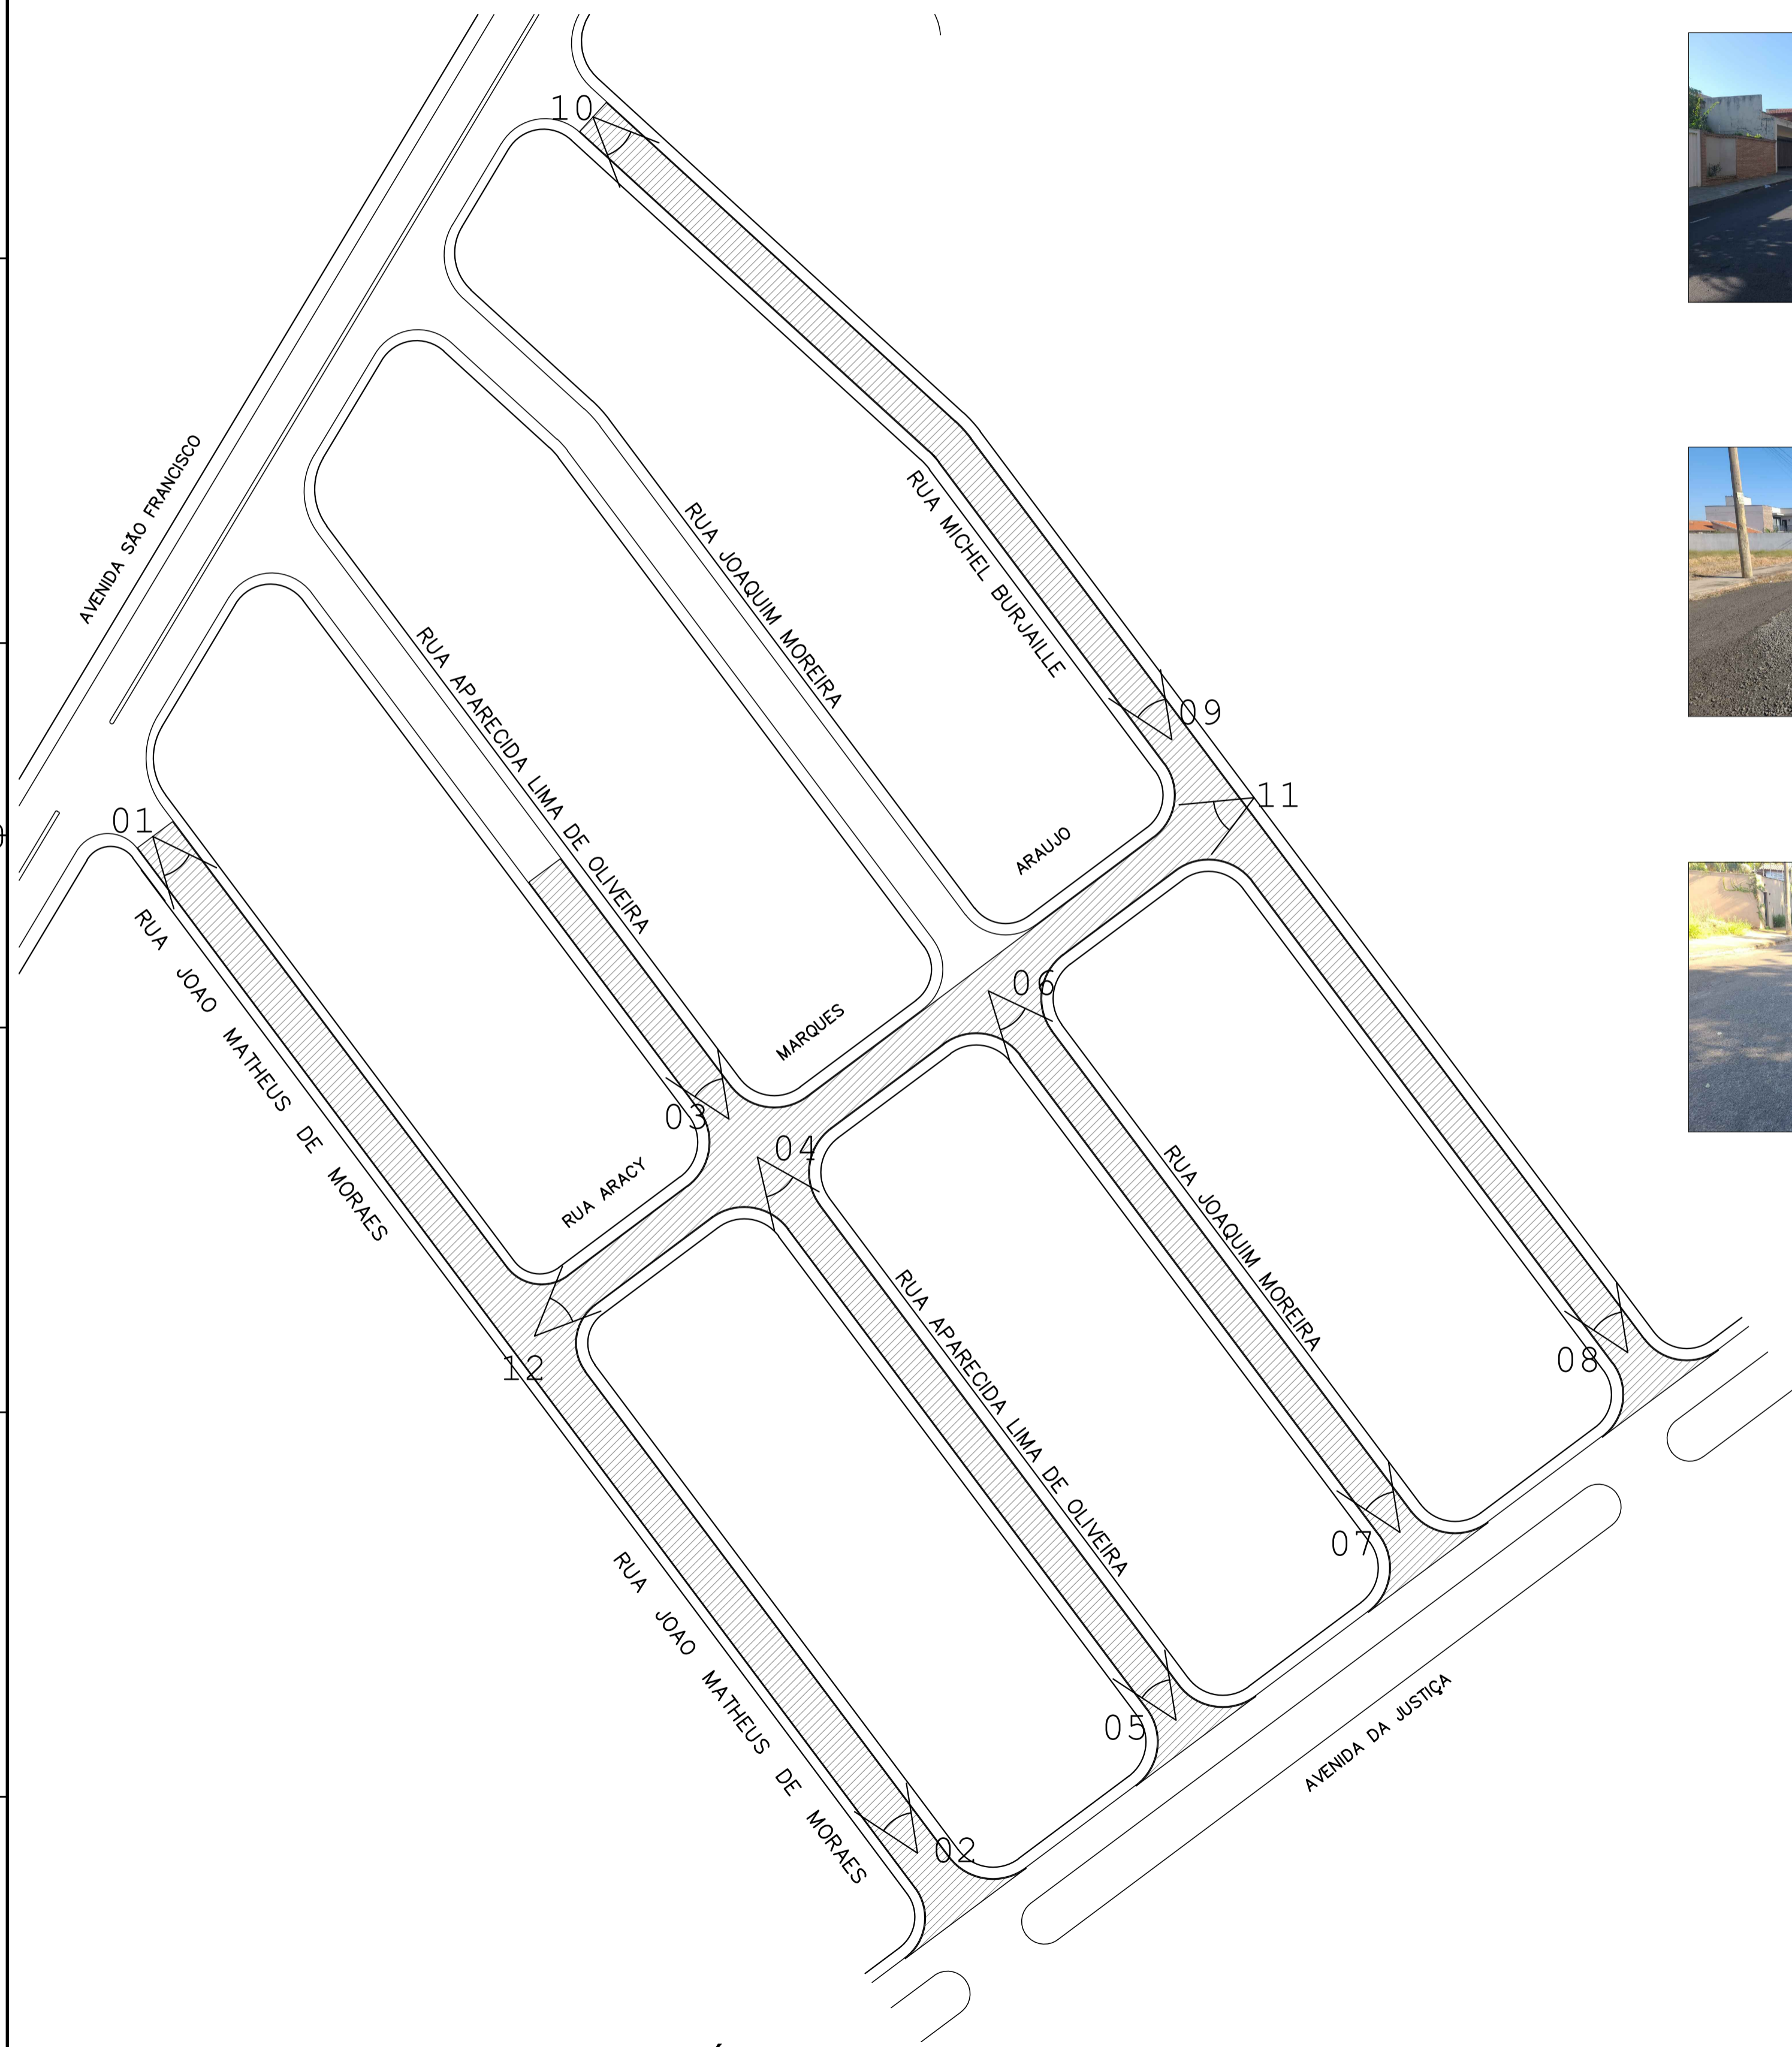 10
AVENIDA SÃO FRANCISCO
RUA MICHEL BURJAILLE
RUA JOAQUIM MOREIRA
RUA APARECIDA LIMA DE OLIVEIRA
09
11
01
ARAUJO
RUA JOAO MATHEUS DE MORAES
06
MARQUES
03
04
RUA ARACY
RUA JOAQUIM MOREIRA
12
RUA APARECIDA LIMA DE OLIVEIRA
08
07
RUA JOAO MATHEUS DE MORAES
05
AVENIDA DA JUSTIÇA
02